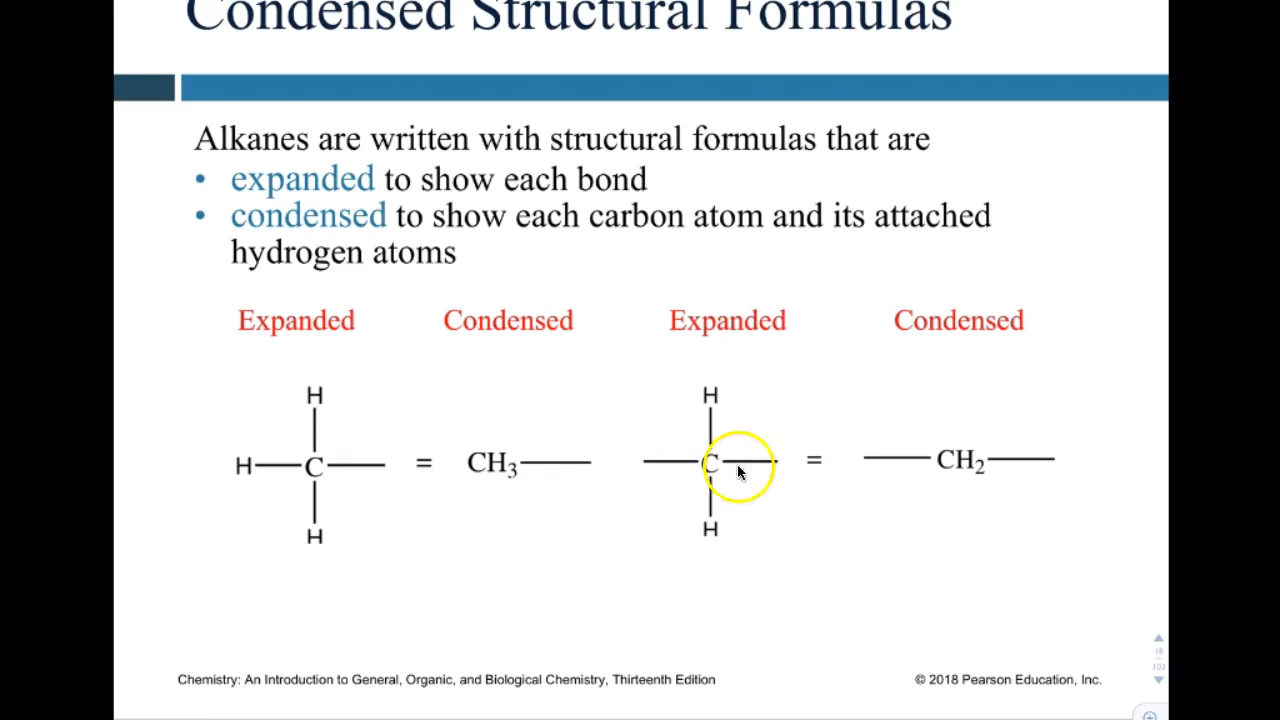 Condensed Structural Formulas
Alkanes are written with structural formulas that are
• expanded to show each bond
• condensed to show each carbon atom and its attached
hydrogen atoms
Expanded Condensed Expanded Condensed
H H
H—C— = CH₃— —C— = —CH₂—
H H
18
103
Chemistry: An Introduction to General, Organic, and Biological Chemistry, Thirteenth Edition © 2018 Pearson Education, Inc.